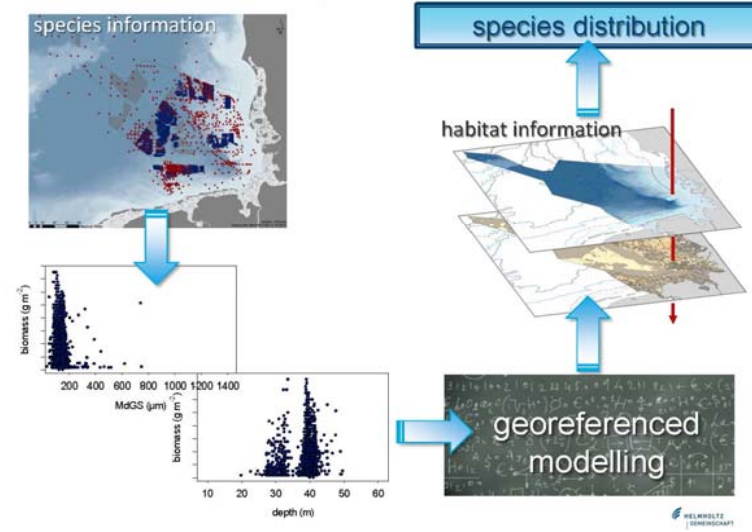 species information
species distribution
habitat information
biomass (g m⁻²)
200 400 600 800 1000 1200 1400
MdGS (µm)
biomass (g m⁻²)
10 20 30 40 50 60
depth (m)
georeferenced
modelling
HELMHOLTZ
GEMEINSCHAFT